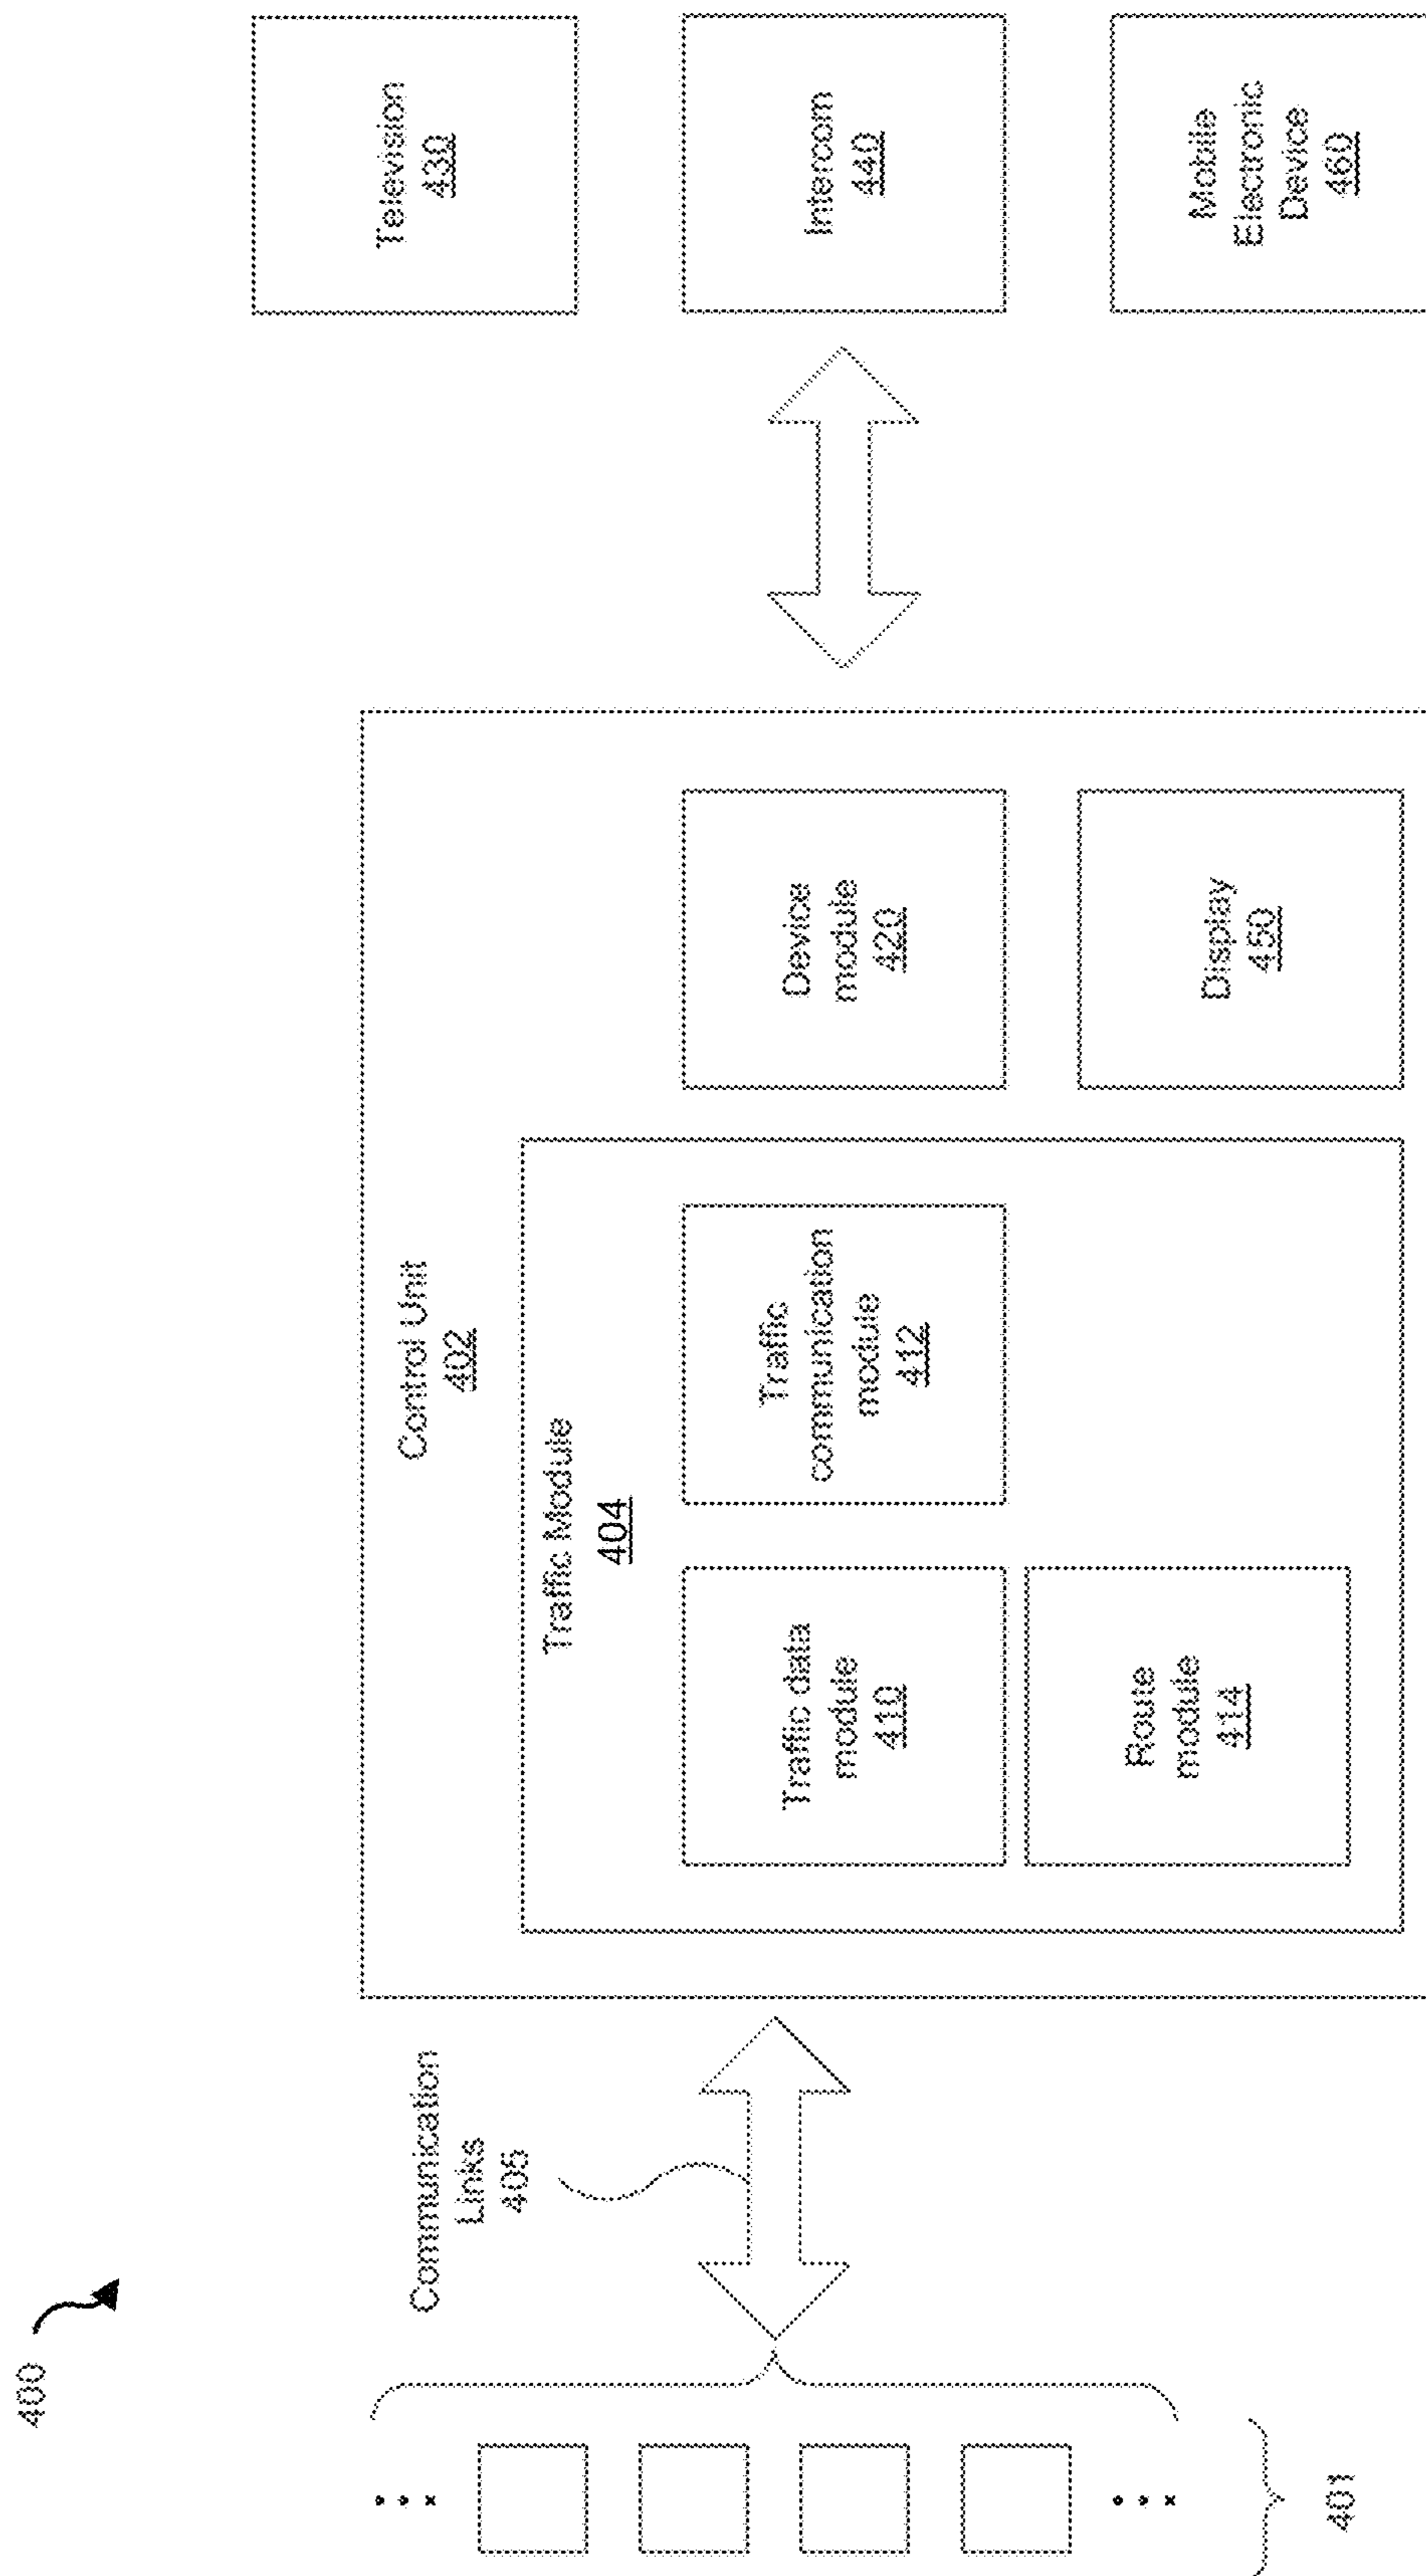 400
401
Communication
Links
405
Control Unit
402
Traffic Module
404
Traffic data
module
410
Traffic
communication
module
412
Route
module
414
Device
module
420
Display
450
Television
430
Intercom
440
Mobile
Electronic
Device
460